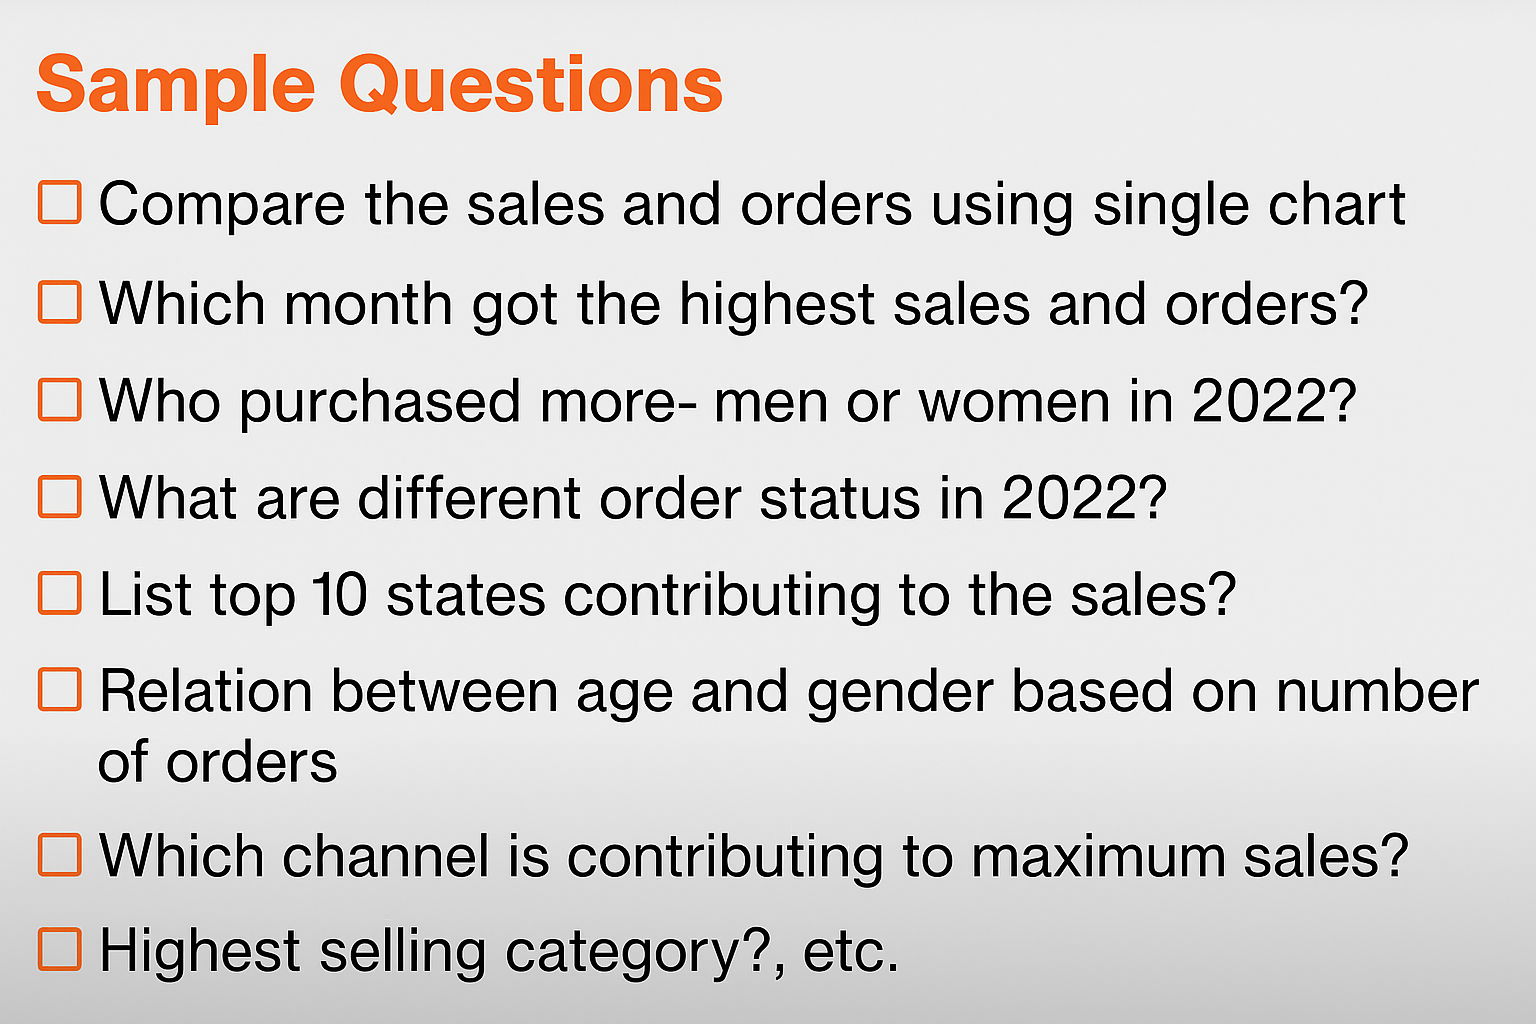 Sample Questions
Compare the sales and orders using single chart
Which month got the highest sales and orders?
Who purchased more- men or women in 2022?
What are different order status in 2022?
List top 10 states contributing to the sales?
Relation between age and gender based on number
of orders
Which channel is contributing to maximum sales?
Highest selling category?, etc.